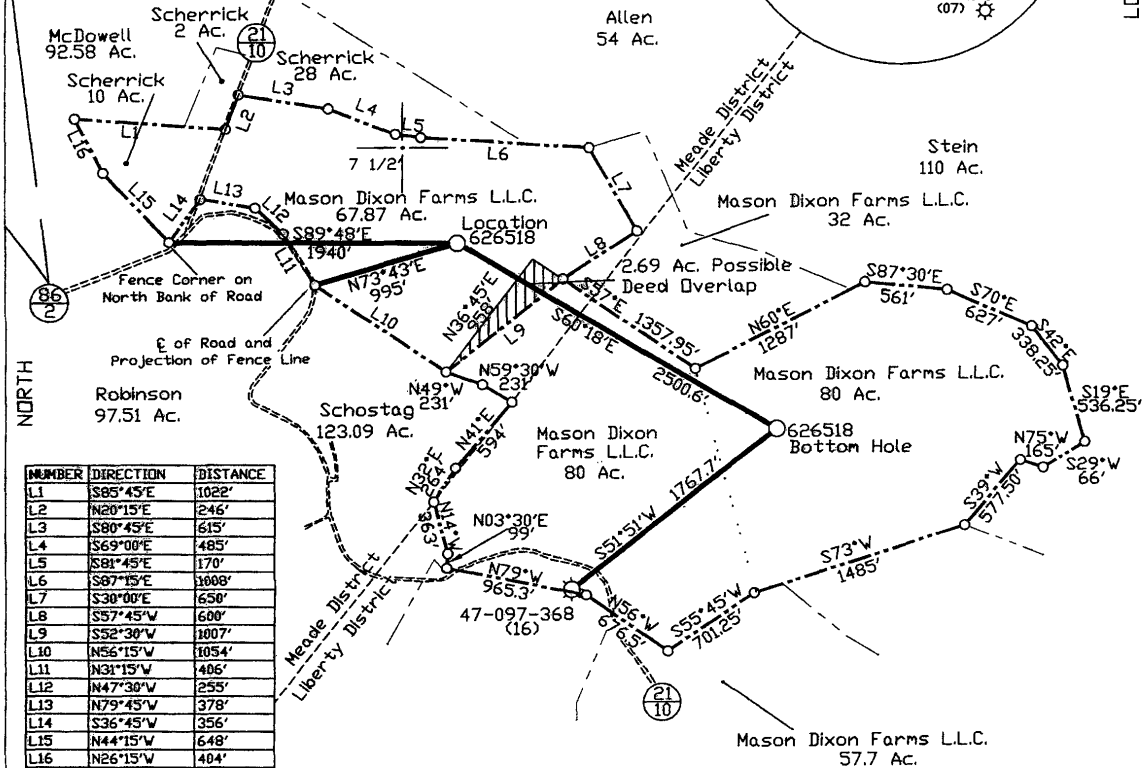 (07)
LO
Allen
54 Ac.
Scherrick
2 Ac.
21
10
McDowell
92.58 Ac.
Scherrick
28 Ac.
Scherrick
10 Ac.
L1
L2
L3
L4
L5
L6
7 1/2'
L7
L8
L16
L15
L14
L13
L12
L11
Meade District
Liberty District
Stein
110 Ac.
Mason Dixon Farms L.L.C.
67.87 Ac.
Mason Dixon Farms L.L.C.
32 Ac.
Location
626518
S89°48'E
1940'
N73°43'E
995'
Fence Corner on
North Bank of Road
86
2
2.69 Ac. Possible
Deed Overlap
N36°45'E
958'
L9
L10
S57°E
1357.95'
S60°18'E
2500.6'
N60°E
1287'
S87°30'E
561'
S70°E
627'
S42°E
338.25'
S19°E
536.25'
℄ of Road and
Projection of Fence Line
NORTH
Robinson
97.51 Ac.
Schostag
123.09 Ac.
N49°W
231'
N59°30'W
231'
N41°E
594'
N32°E
264'
N14°W
363'
N03°30'E
99'
Mason Dixon
Farms L.L.C.
80 Ac.
Mason Dixon Farms L.L.C.
80 Ac.
626518
Bottom Hole
1767.7'
S51°51'W
N75°W
165'
S29°W
66'
S39°W
577.50'
S73°W
1485'
S55°45'W
701.25'
N56°W
676.5'
N79°W
965.3'
47-097-368
(16)
Meade District
Liberty District
21
10
Mason Dixon Farms L.L.C.
57.7 Ac.
NUMBER DIRECTION DISTANCE
L1 S85°45'E 1022'
L2 N20°15'E 246'
L3 S80°45'E 615'
L4 S69°00'E 485'
L5 S81°45'E 170'
L6 S87°15'E 1008'
L7 S30°00'E 650'
L8 S57°45'W 600'
L9 S52°30'W 1007'
L10 N56°15'W 1054'
L11 N31°15'W 406'
L12 N47°30'W 255'
L13 N79°45'W 378'
L14 S36°45'W 356'
L15 N44°15'W 648'
L16 N26°15'W 404'